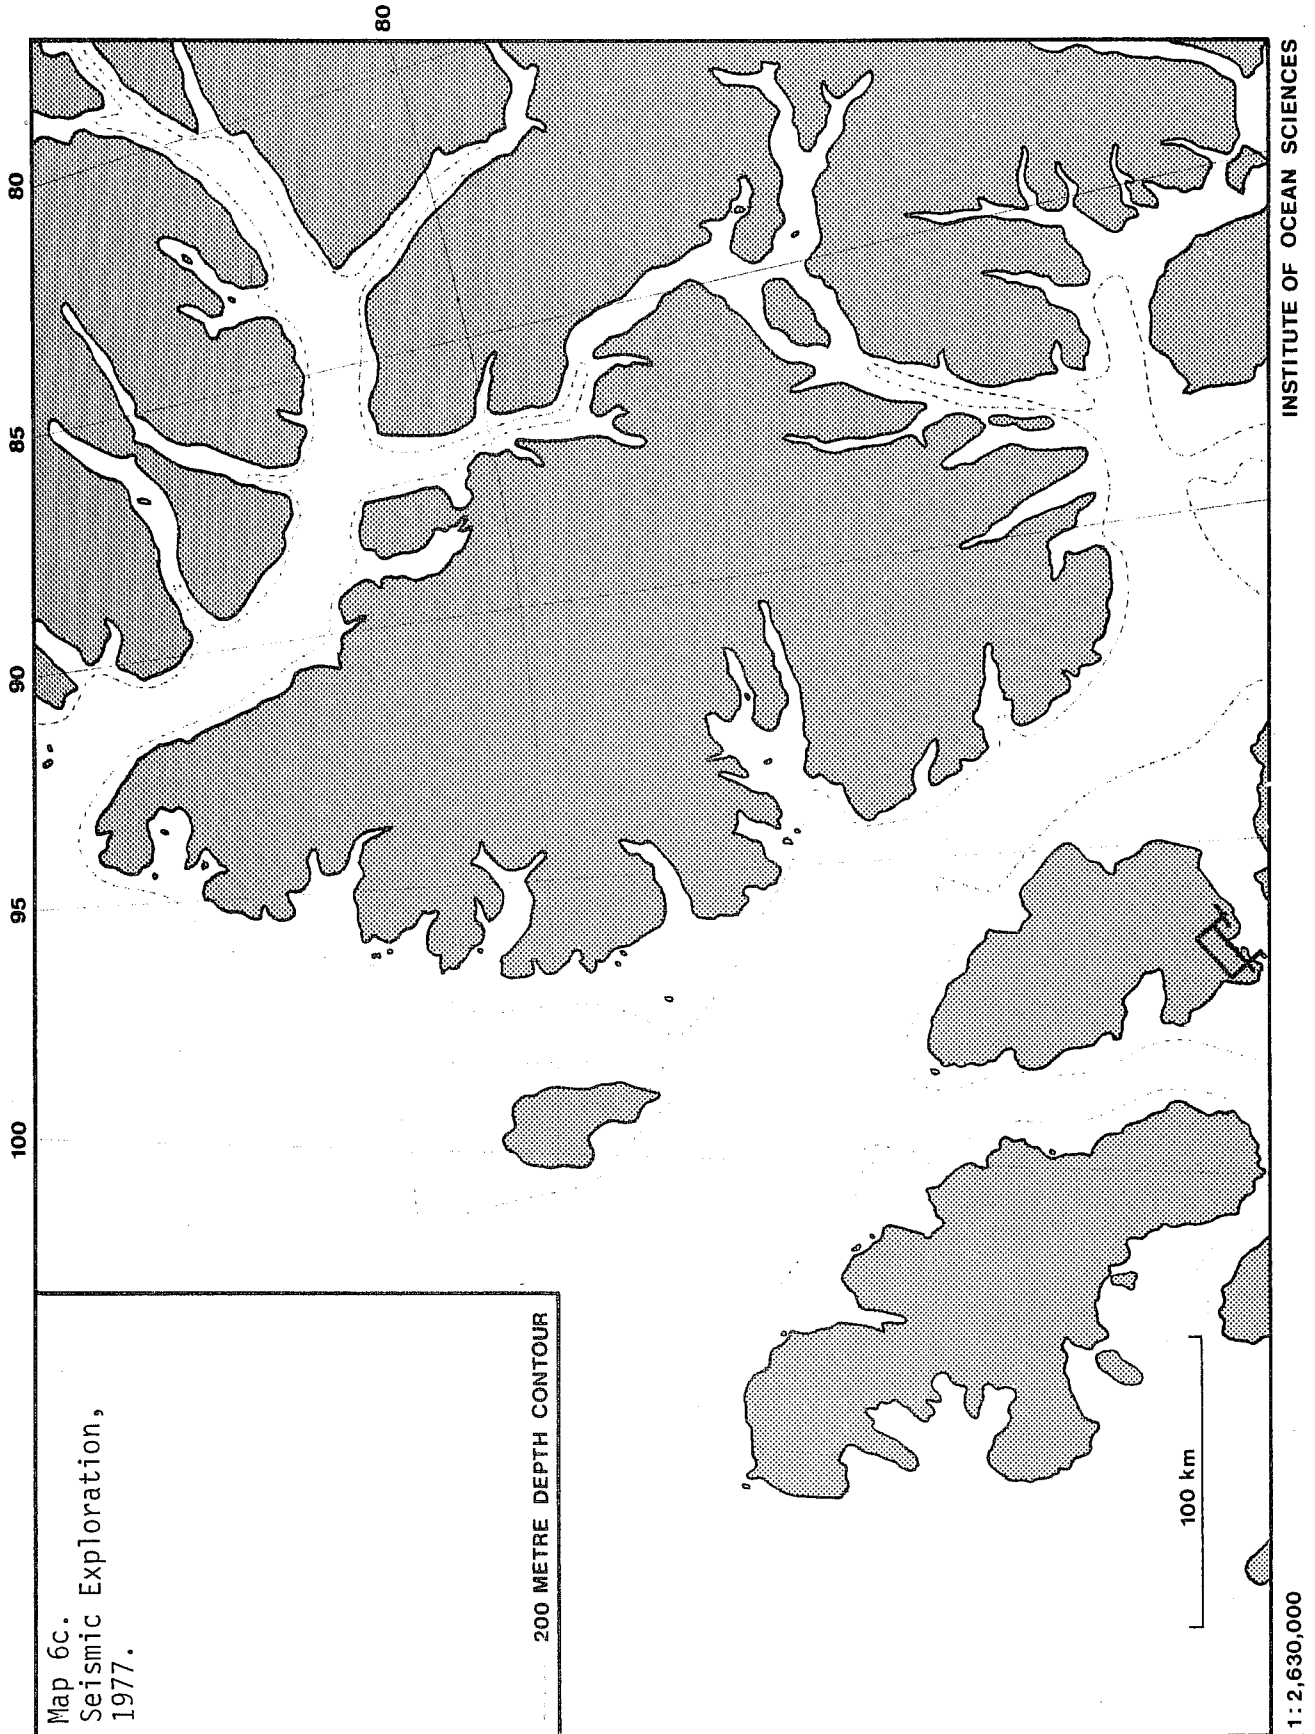 Map 6c.
Seismic Exploration,
1977.
200 METRE DEPTH CONTOUR
100
95
90
85
80
80
100 km
1:2,630,000
INSTITUTE OF OCEAN SCIENCES